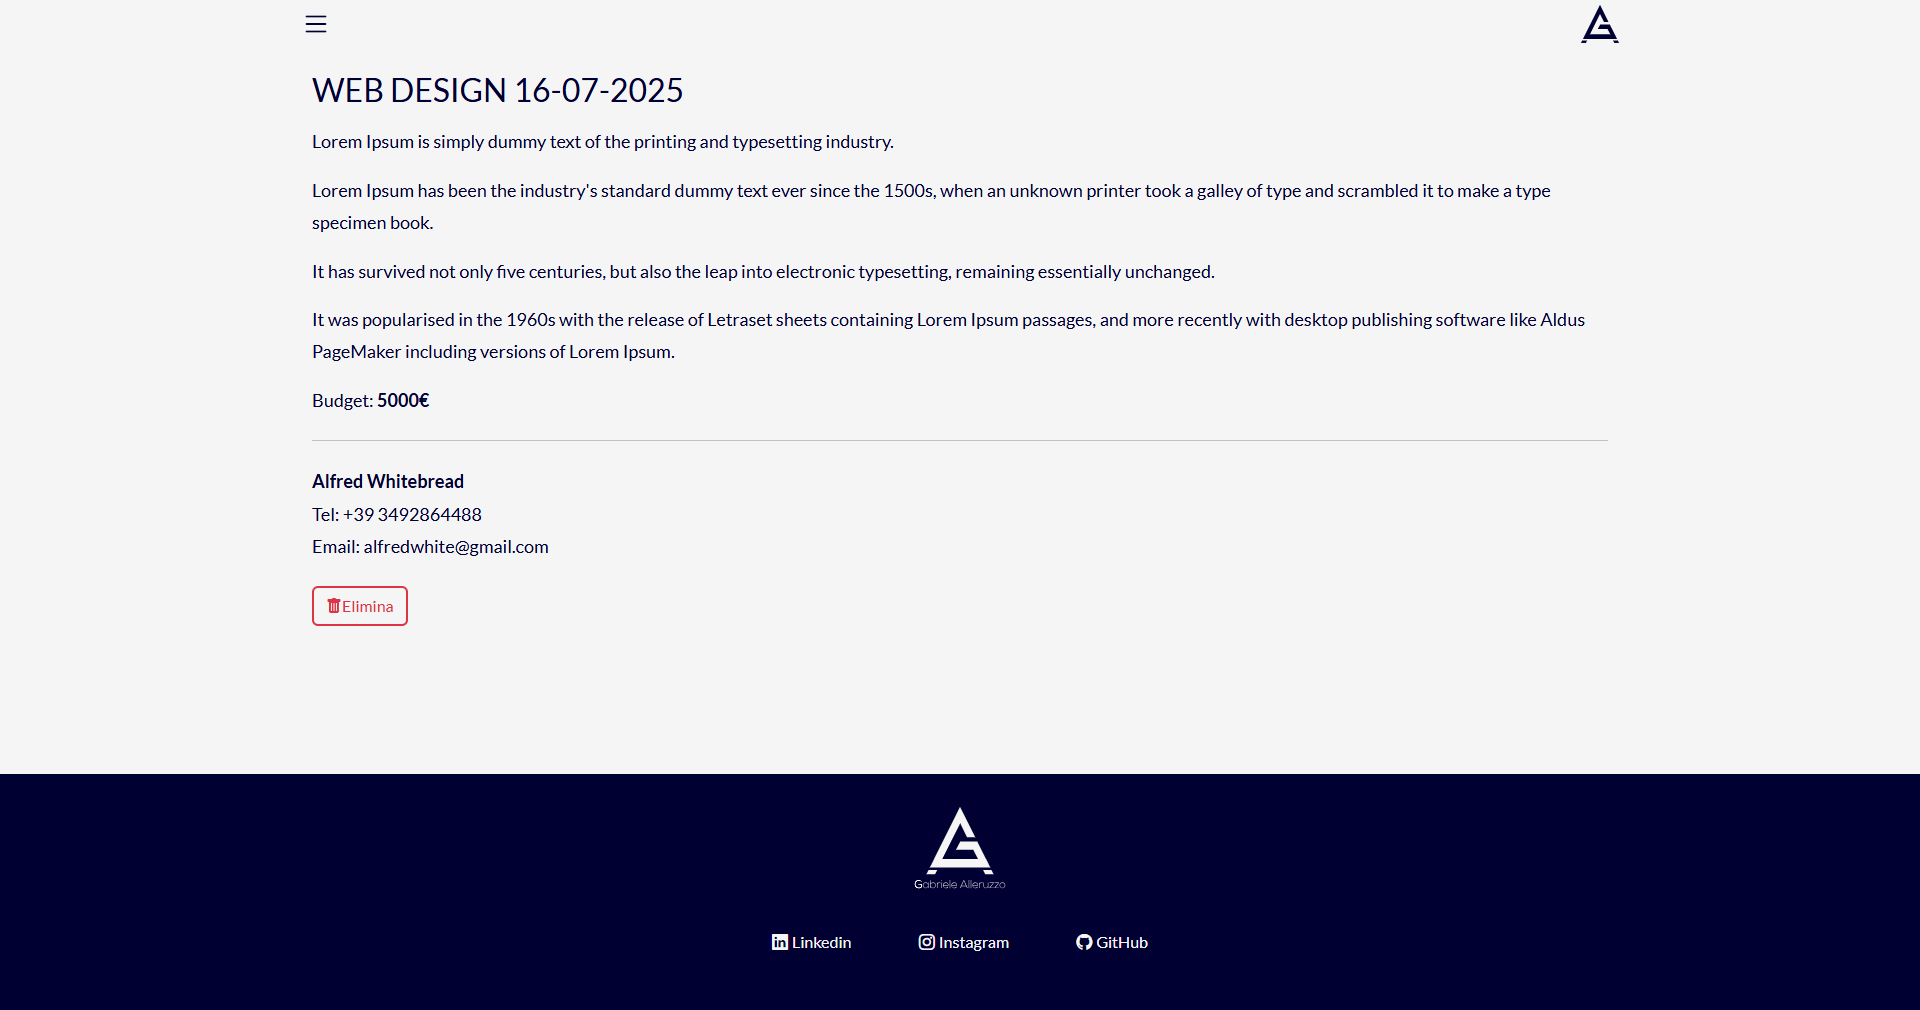 WEB DESIGN 16-07-2025
Lorem Ipsum is simply dummy text of the printing and typesetting industry.
Lorem Ipsum has been the industry's standard dummy text ever since the 1500s, when an unknown printer took a galley of type and scrambled it to make a type
specimen book.
It has survived not only five centuries, but also the leap into electronic typesetting, remaining essentially unchanged.
It was popularised in the 1960s with the release of Letraset sheets containing Lorem Ipsum passages, and more recently with desktop publishing software like Aldus
PageMaker including versions of Lorem Ipsum.
Budget: 5000€
Alfred Whitebread
Tel: +39 3492864488
Email: alfredwhite@gmail.com
Elimina
Gabriele Alleruzzo
Linkedin
Instagram
GitHub